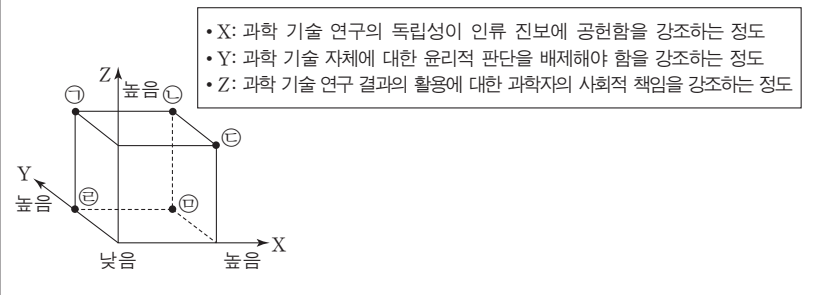 • X: 과학 기술 연구의 독립성이 인류 진보에 공헌함을 강조하는 정도
• Y: 과학 기술 자체에 대한 윤리적 판단을 배제해야 함을 강조하는 정도
• Z: 과학 기술 연구 결과의 활용에 대한 과학자의 사회적 책임을 강조하는 정도
Z
높음
㉠
㉡
㉢
Y
높음
㉣
㉤
X
낮음
높음